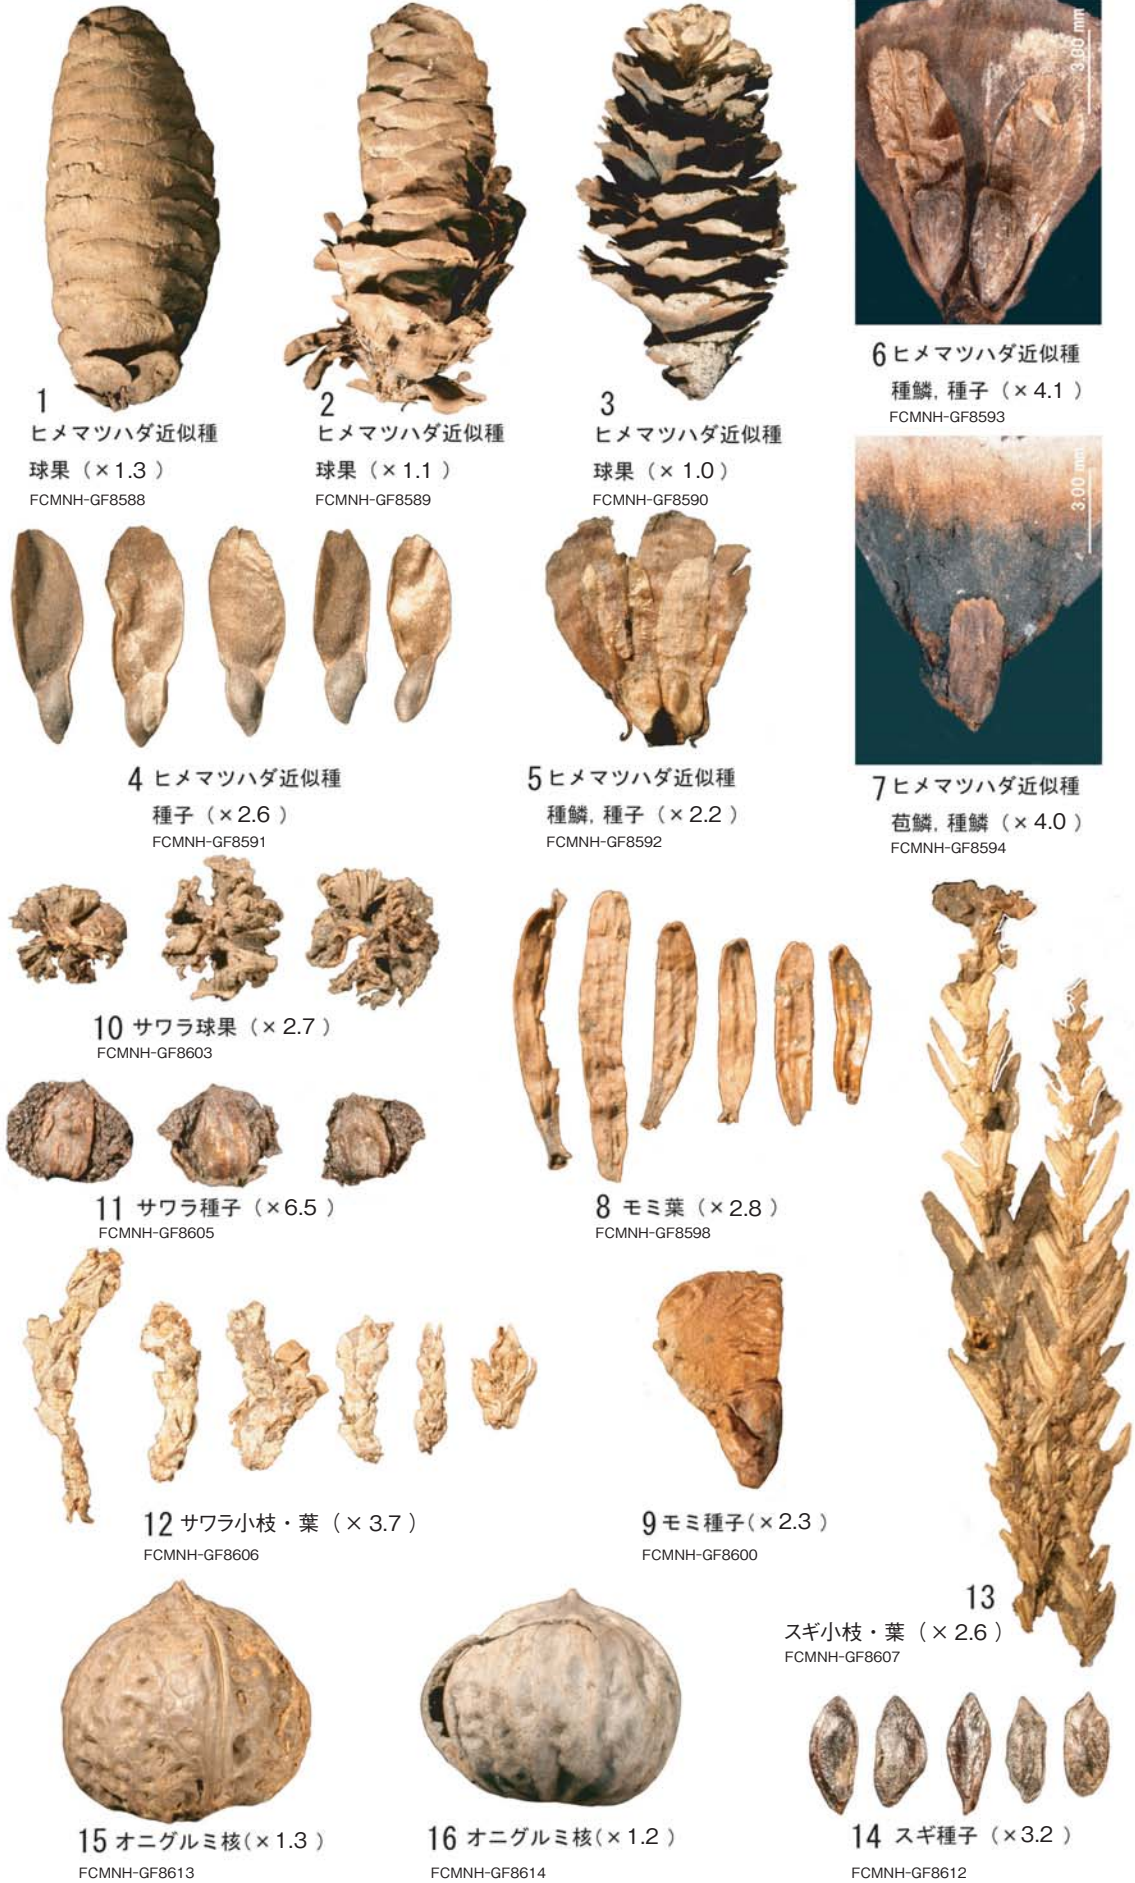 1
ヒメマツハダ近似種
球果（×1.3）
FCMNH-GF8588
2
ヒメマツハダ近似種
球果（×1.1）
FCMNH-GF8589
3
ヒメマツハダ近似種
球果（×1.0）
FCMNH-GF8590
3.00 mm
6 ヒメマツハダ近似種
種鱗, 種子（×4.1）
FCMNH-GF8593
4 ヒメマツハダ近似種
種子（×2.6）
FCMNH-GF8591
5 ヒメマツハダ近似種
種鱗, 種子（×2.2）
FCMNH-GF8592
3.00 mm
7 ヒメマツハダ近似種
苞鱗, 種鱗（×4.0）
FCMNH-GF8594
10 サワラ球果（×2.7）
FCMNH-GF8603
11 サワラ種子（×6.5）
FCMNH-GF8605
8 モミ葉（×2.8）
FCMNH-GF8598
12 サワラ小枝・葉（×3.7）
FCMNH-GF8606
9 モミ種子（×2.3）
FCMNH-GF8600
13
スギ小枝・葉（×2.6）
FCMNH-GF8607
15 オニグルミ核（×1.3）
FCMNH-GF8613
16 オニグルミ核（×1.2）
FCMNH-GF8614
14 スギ種子（×3.2）
FCMNH-GF8612